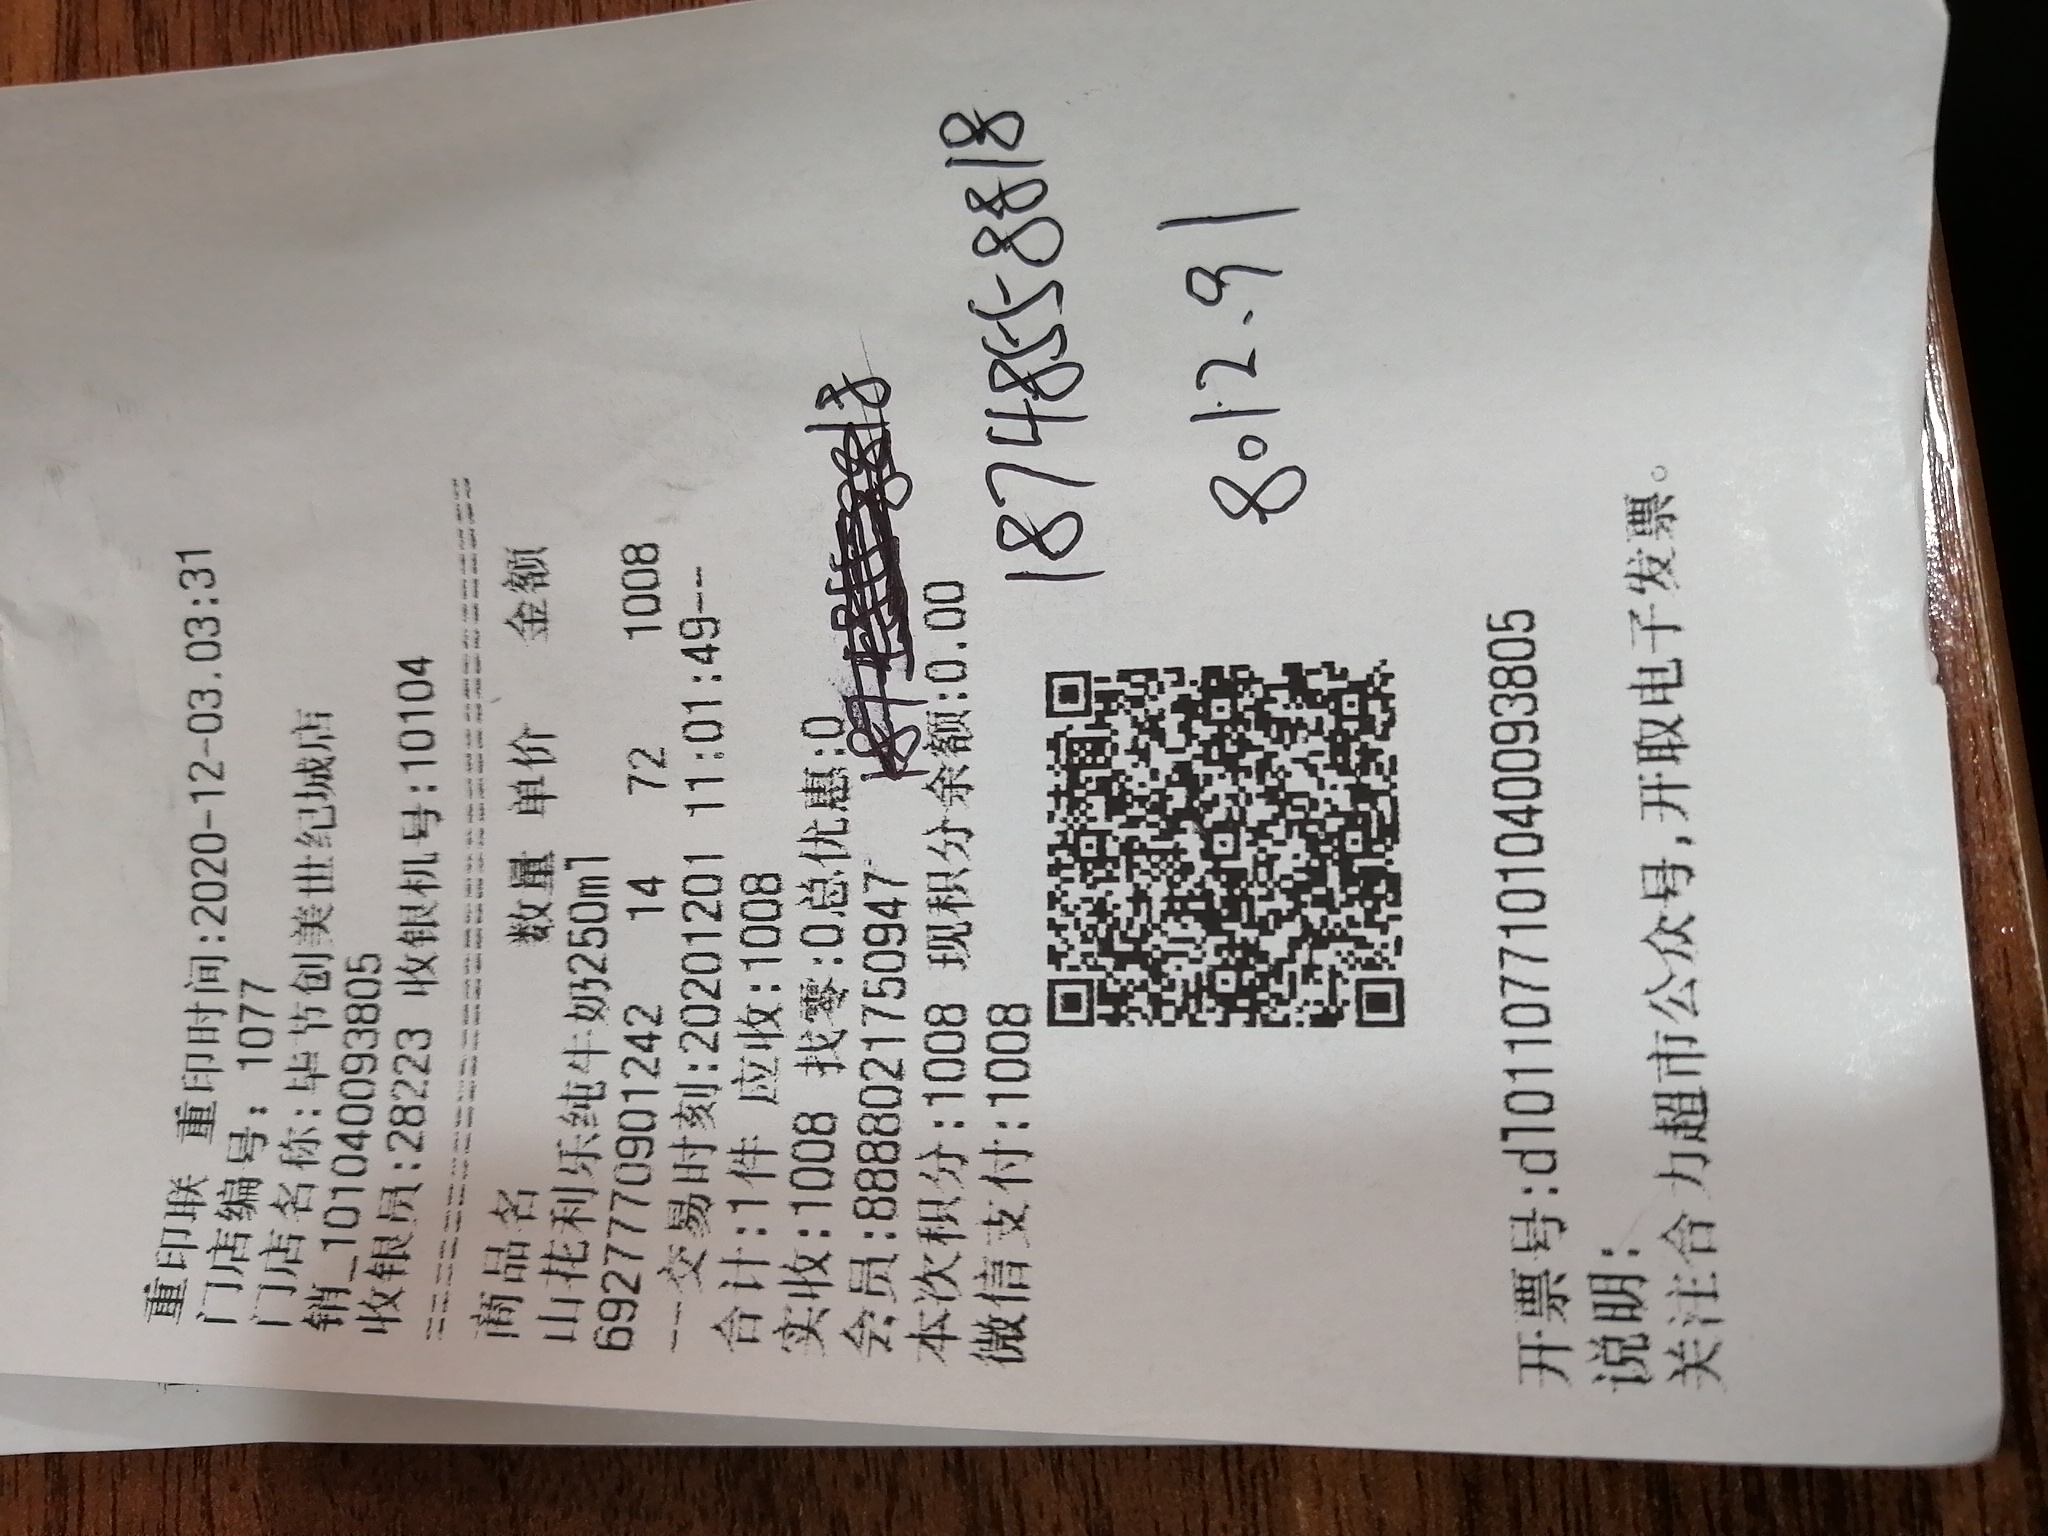 重印联 重印时间:2020-12-03.03:31
门店编号: 1077
门店名称:毕节创美世纪城店
销_1010400093805
收银员:28223 收银机号:10104
商品名 数量 单价 金额
山花利乐纯牛奶250ml
6927770901242 14 72 1008
--交易时刻:20201201 11:01:49--
合计:1件 应收:1008
实收:1008 找零:0总优惠:0
会员:8888021750947
本次积分:1008 现积分余额:0.00
微信支付:1008
18748558818
8012.91
开票号:d10110771010400093805
说明:
关注合力超市公众号,开取电子发票。